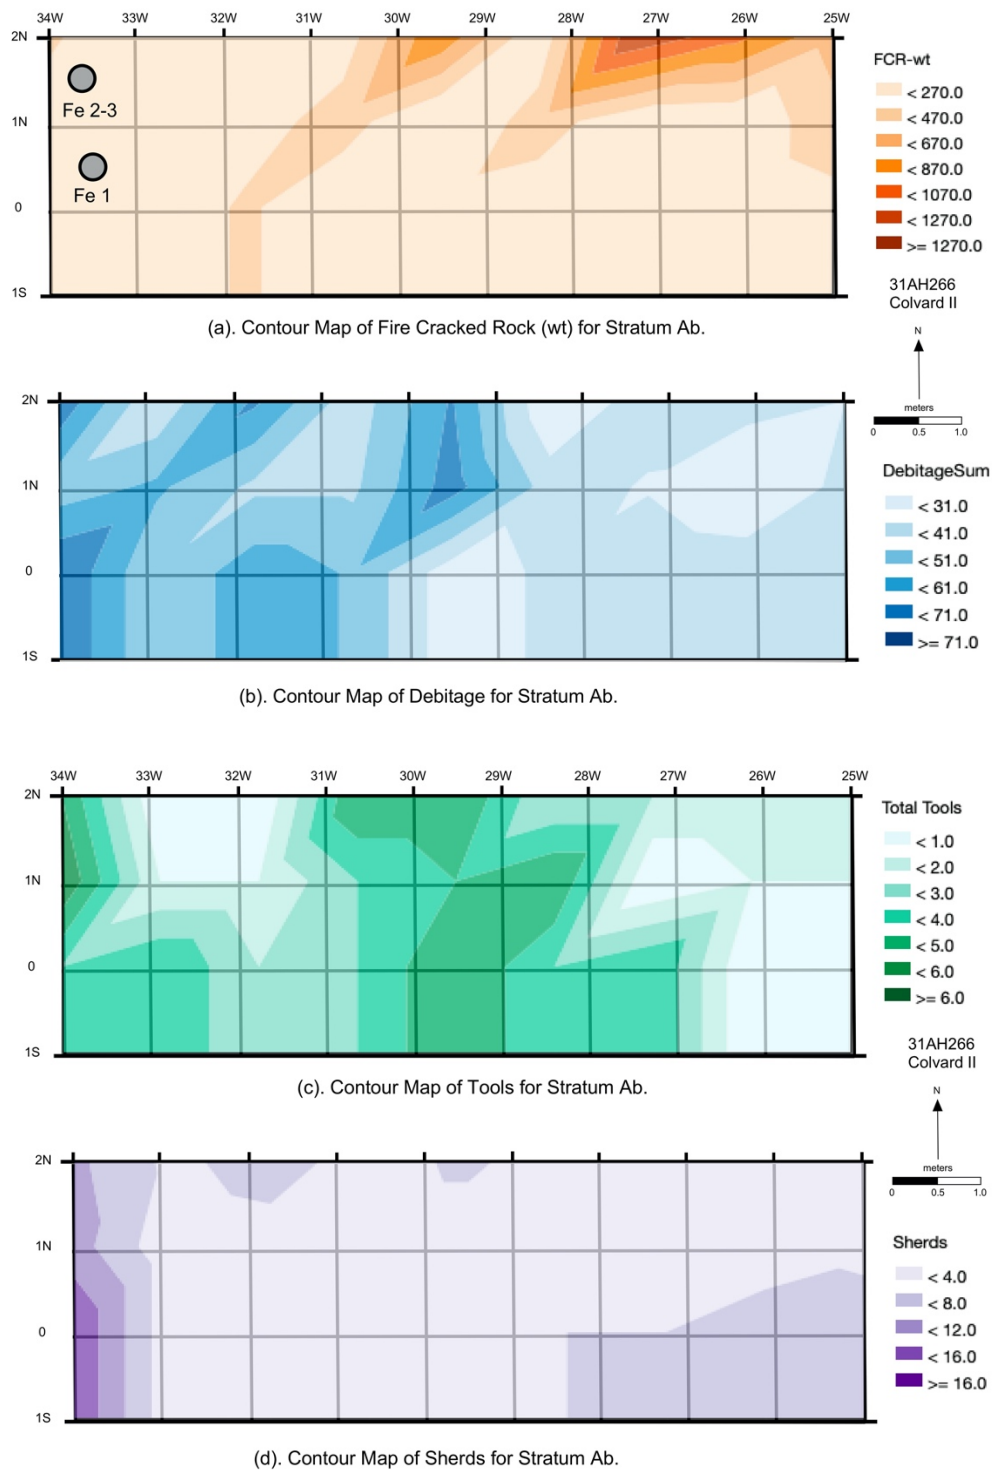 34W 33W 32W 31W 30W 29W 28W 27W 26W 25W
2N
FCR-wt
< 270.0
Fe 2-3
< 470.0
1N
< 670.0
< 870.0
Fe 1
< 1070.0
0
< 1270.0
>= 1270.0
31AH266
Colvard II
1S
(a). Contour Map of Fire Cracked Rock (wt) for Stratum Ab.
N
2N
meters
0 0.5 1.0
DebitageSum
1N
< 31.0
< 41.0
< 51.0
0
< 61.0
< 71.0
>= 71.0
1S
(b). Contour Map of Debitage for Stratum Ab.
34W 33W 32W 31W 30W 29W 28W 27W 26W 25W
2N
Total Tools
< 1.0
< 2.0
1N
< 3.0
< 4.0
< 5.0
0
< 6.0
>= 6.0
31AH266
1S
Colvard II
(c). Contour Map of Tools for Stratum Ab.
N
2N
meters
0 0.5 1.0
1N
Sherds
< 4.0
< 8.0
0
< 12.0
< 16.0
>= 16.0
1S
(d). Contour Map of Sherds for Stratum Ab.